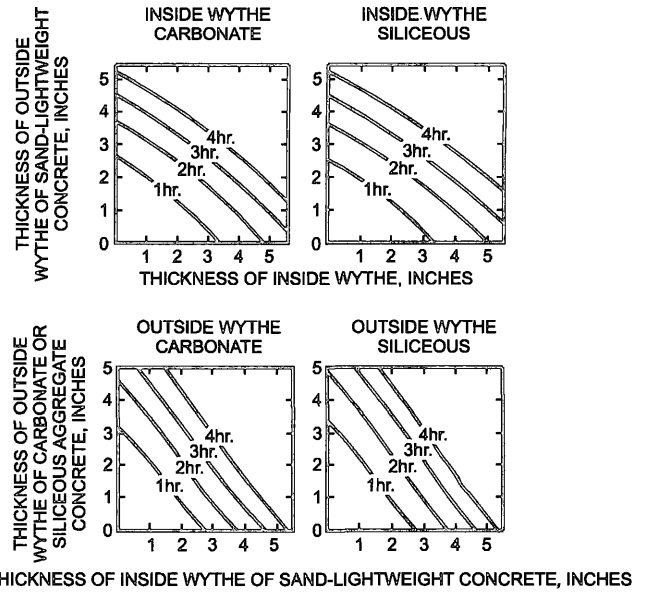 INSIDE WYTHE
CARBONATE
INSIDE WYTHE
SILICEOUS
THICKNESS OF OUTSIDE
WYTHE OF SAND-LIGHTWEIGHT
CONCRETE, INCHES
5
4
3
2
1
0
4hr.
3hr.
2hr.
1hr.
1 2 3 4 5
5
4
3
2
1
0
4hr.
3hr.
2hr.
1hr.
1 2 3 4 5
THICKNESS OF INSIDE WYTHE, INCHES
OUTSIDE WYTHE
CARBONATE
OUTSIDE WYTHE
SILICEOUS
THICKNESS OF OUTSIDE
WYTHE OF CARBONATE OR
SILICEOUS AGGREGATE
CONCRETE, INCHES
5
4
3
2
1
0
4hr.
3hr.
2hr.
1hr.
1 2 3 4 5
5
4
3
2
1
0
4hr.
3hr.
2hr.
1hr.
1 2 3 4 5
HICKNESS OF INSIDE WYTHE OF SAND-LIGHTWEIGHT CONCRETE, INCHES